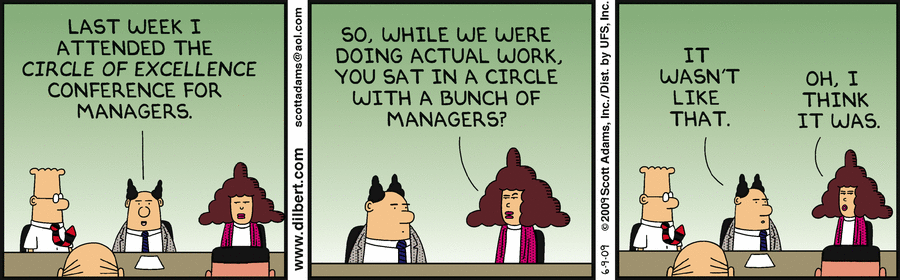 LAST WEEK I
ATTENDED THE
CIRCLE OF EXCELLENCE
CONFERENCE FOR
MANAGERS.
www.dilbert.com
scottadams@aol.com
SO, WHILE WE WERE
DOING ACTUAL WORK,
YOU SAT IN A CIRCLE
WITH A BUNCH OF
MANAGERS?
6-9-09 ©2009 Scott Adams, Inc./Dist. by UFS, Inc.
IT
WASN'T
LIKE
THAT.
OH, I
THINK
IT WAS.